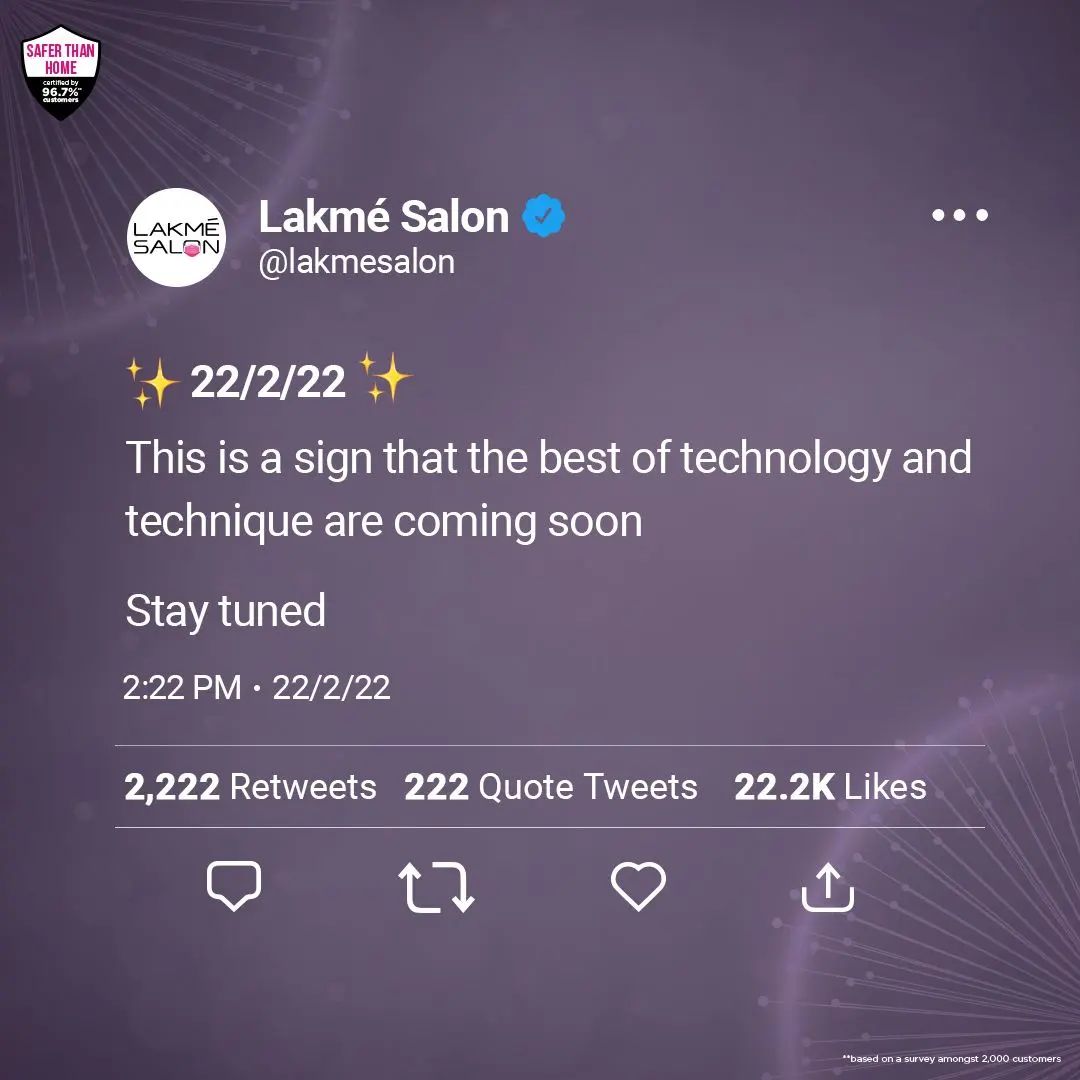 SAFER THAN
HOME
certified by
96.7%**
customers
LAKMÉ
SALON
Lakmé Salon
@lakmesalon
✨ 22/2/22 ✨
This is a sign that the best of technology and
technique are coming soon
Stay tuned
2:22 PM • 22/2/22
2,222 Retweets 222 Quote Tweets 22.2K Likes
**based on a survey amongst 2,000 customers